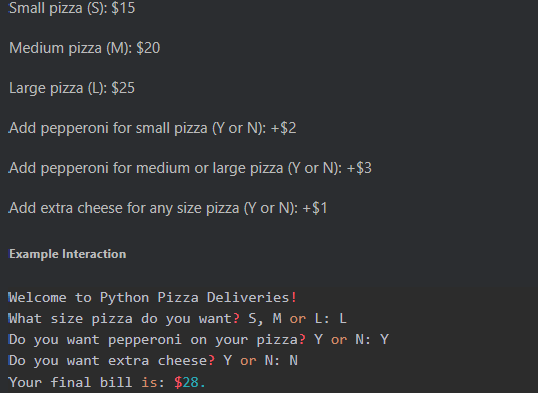 Small pizza (S): $15
Medium pizza (M): $20
Large pizza (L): $25
Add pepperoni for small pizza (Y or N): +$2
Add pepperoni for medium or large pizza (Y or N): +$3
Add extra cheese for any size pizza (Y or N): +$1
Example Interaction
Welcome to Python Pizza Deliveries!
What size pizza do you want? S, M or L: L
Do you want pepperoni on your pizza? Y or N: Y
Do you want extra cheese? Y or N: N
Your final bill is: $28.